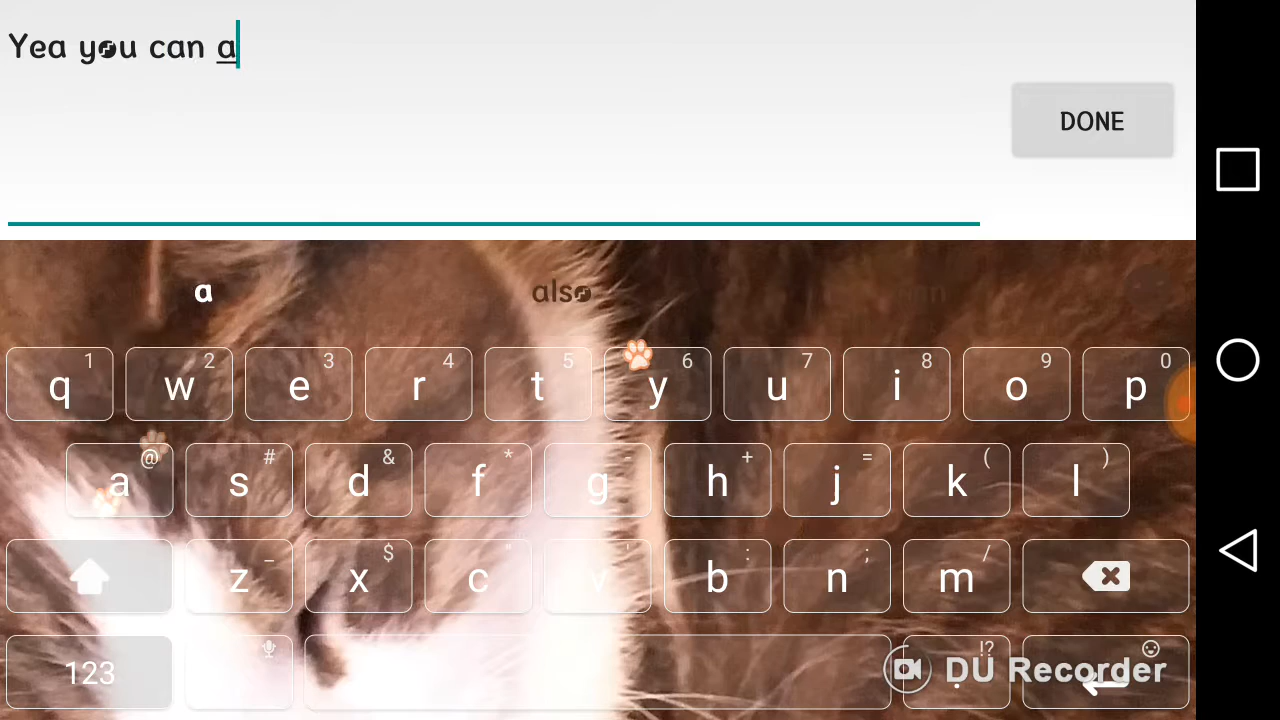 Yea you can a
DONE
a also
1 2 3 4 5 6 7 8 9 0
q w e r t y u i o p
@ # & * - + = ( )
a s d f g h j k l
_ $ " ' : ; /
z x c v b n m
!?
123 .
DU Recorder